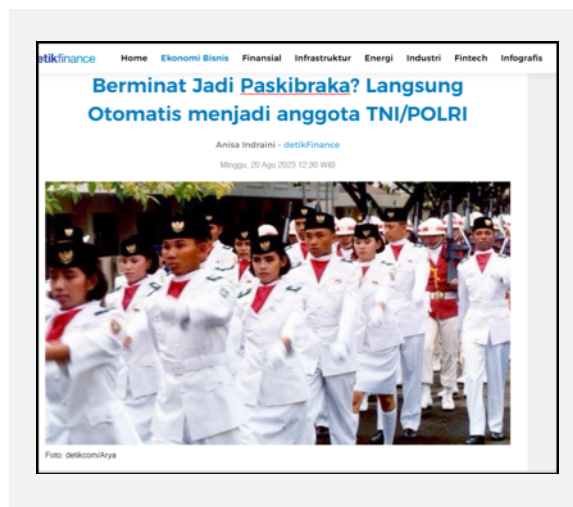 etikfinance Home Ekonomi Bisnis Finansial Infrastruktur Energi Industri Fintech Infografis
Berminat Jadi Paskibraka? Langsung
Otomatis menjadi anggota TNI/POLRI
Anisa Indraini - detikFinance
Minggu, 20 Agu 2023 12:30 WIB
Foto: detikcom/Arya